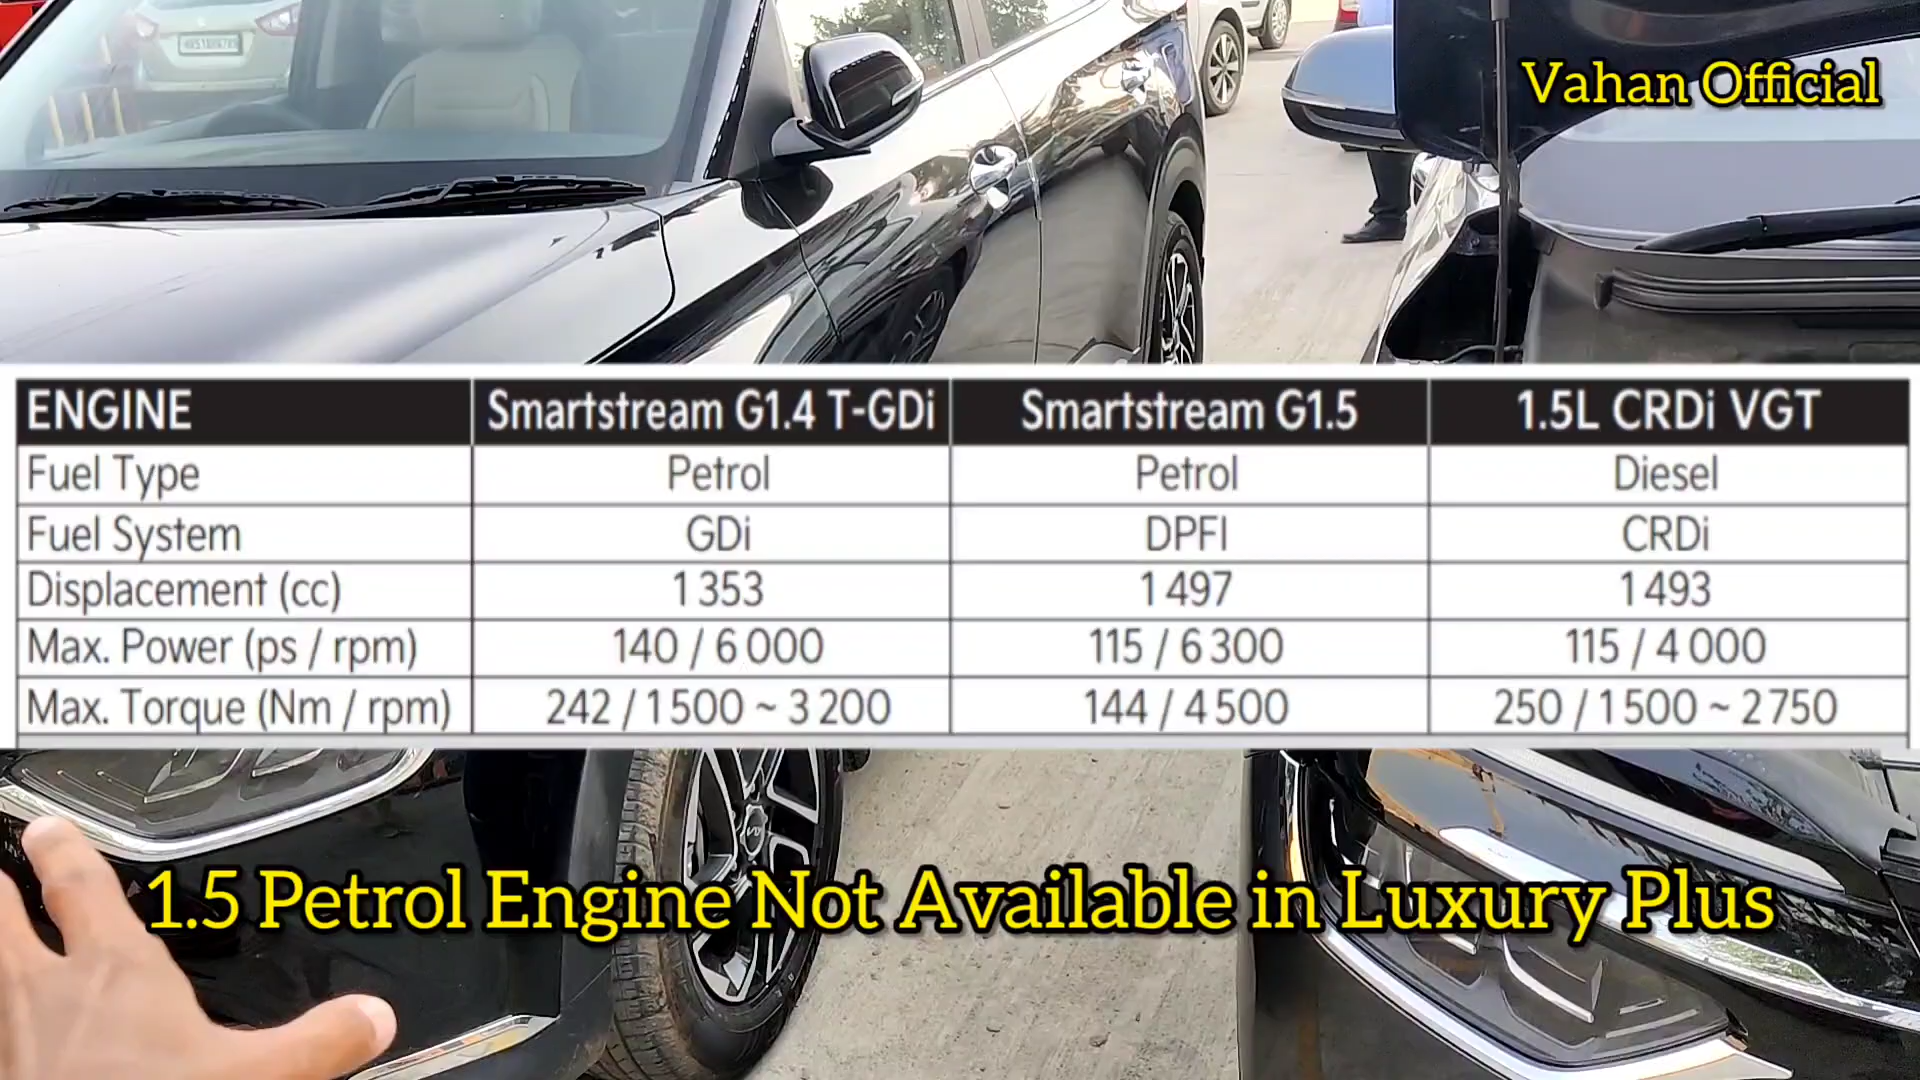 Vahan Official
ENGINE Smartstream G1.4 T-GDi Smartstream G1.5 1.5L CRDi VGT
Fuel Type Petrol Petrol Diesel
Fuel System GDi DPFI CRDi
Displacement (cc) 1 353 1 497 1 493
Max. Power (ps / rpm) 140 / 6 000 115 / 6 300 115 / 4 000
Max. Torque (Nm / rpm) 242 / 1 500 ~ 3 200 144 / 4 500 250 / 1 500 ~ 2 750
1.5 Petrol Engine Not Available in Luxury Plus